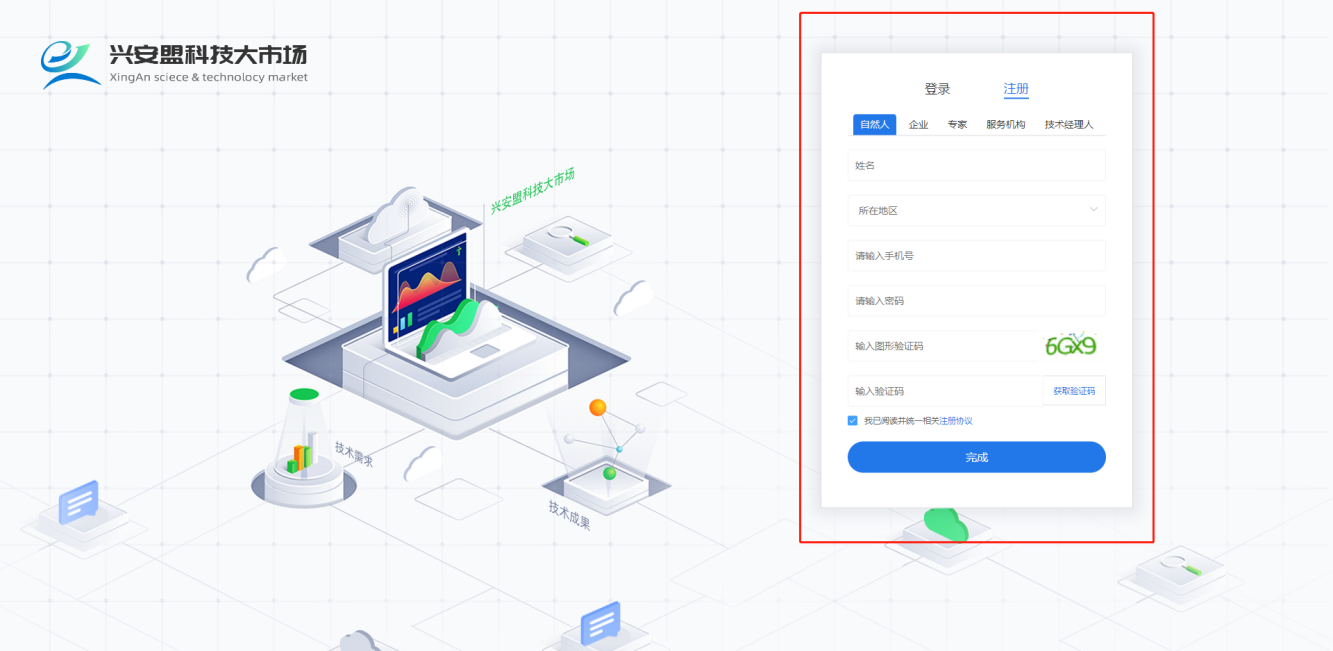 兴安盟科技大市场
XingAn sciece & technolocy market
登录 注册
自然人 企业 专家 服务机构 技术经理人
姓名
所在地区
请输入手机号
请输入密码
输入图形验证码 6GX9
输入验证码 获取验证码
我已阅读并统一相关注册协议
完成
兴安盟科技大市场
技术需求
技术成果